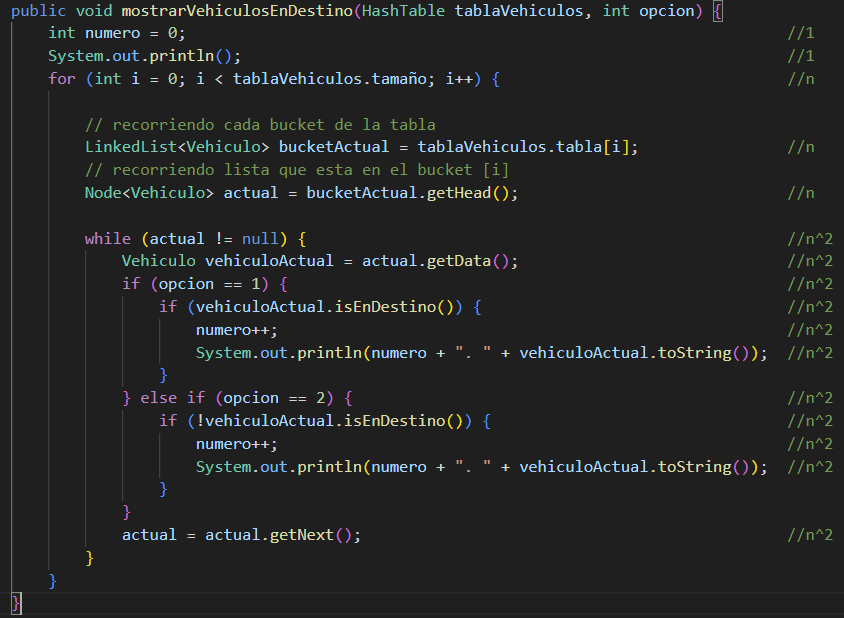 public void mostrarVehiculosEnDestino(HashTable tablaVehiculos, int opcion) {
    int numero = 0; //1
    System.out.println(); //1
    for (int i = 0; i < tablaVehiculos.tamaño; i++) { //n
        // recorriendo cada bucket de la tabla
        LinkedList<Vehiculo> bucketActual = tablaVehiculos.tabla[i]; //n
        // recorriendo lista que esta en el bucket [i]
        Node<Vehiculo> actual = bucketActual.getHead(); //n
        while (actual != null) { //n^2
            Vehiculo vehiculoActual = actual.getData(); //n^2
            if (opcion == 1) { //n^2
                if (vehiculoActual.isEnDestino()) { //n^2
                    numero++; //n^2
                    System.out.println(numero + ". " + vehiculoActual.toString()); //n^2
                }
            } else if (opcion == 2) { //n^2
                if (!vehiculoActual.isEnDestino()) { //n^2
                    numero++; //n^2
                    System.out.println(numero + ". " + vehiculoActual.toString()); //n^2
                }
            }
            actual = actual.getNext(); //n^2
        }
    }
}